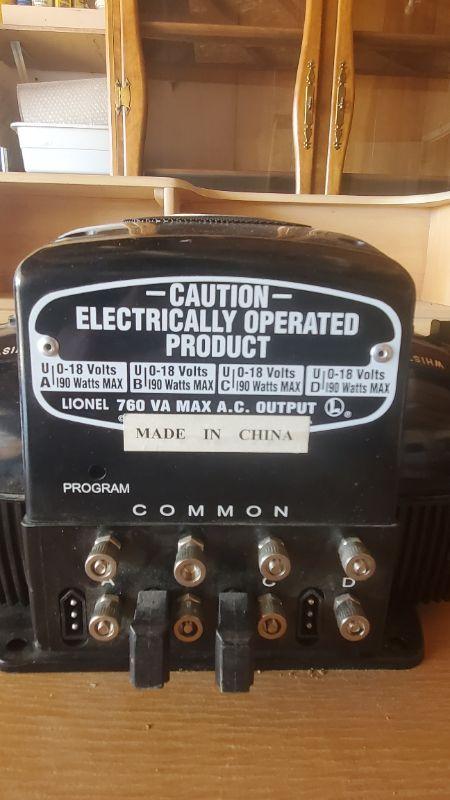 —CAUTION—
ELECTRICALLY OPERATED
PRODUCT
U A 0-18 Volts 190 Watts MAX
U B 0-18 Volts 190 Watts MAX
U C 0-18 Volts 190 Watts MAX
U D 0-18 Volts 190 Watts MAX
LIONEL 760 VA MAX A.C. OUTPUT L ®
MADE IN CHINA
PROGRAM
COMMON
A C D